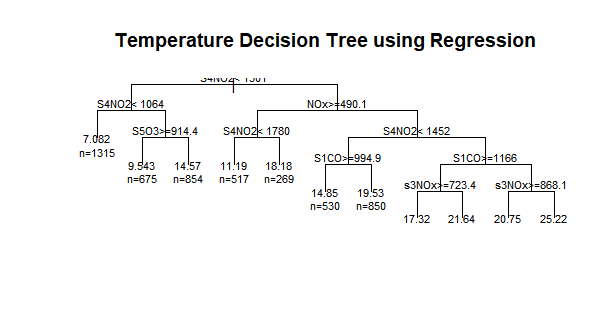 Temperature Decision Tree using Regression
S4NO2< 1064
NOx>=490.1
7.082
n=1315
S5O3>=914.4
S4NO2< 1780
S4NO2< 1452
9.543
n=675
14.57
n=854
11.19
n=517
18.18
n=269
S1CO>=994.9
S1CO>=1166
14.85
n=530
19.53
n=850
s3NOx>=723.4
s3NOx>=868.1
17.32
21.64
20.75
25.22